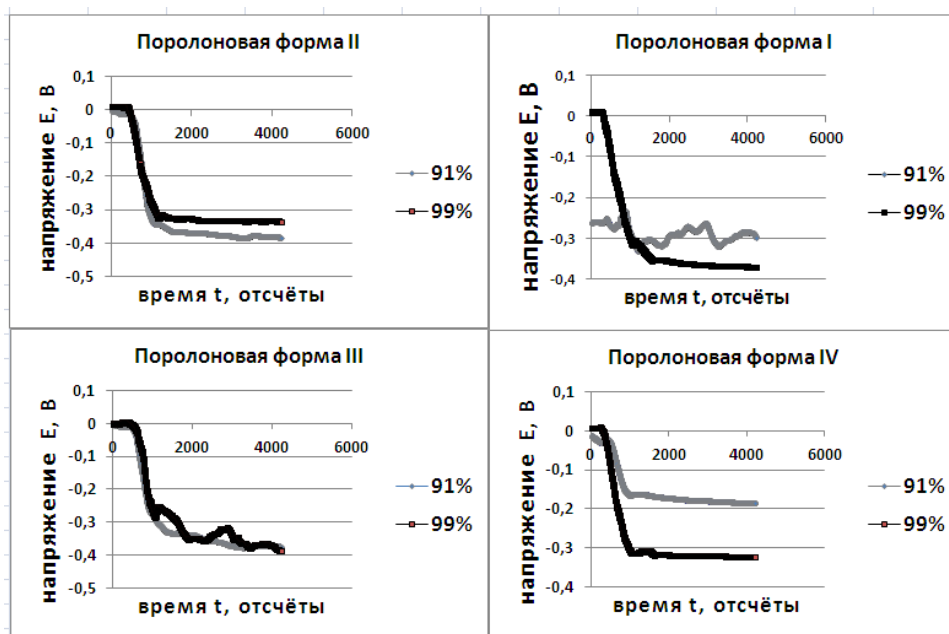 Поролоновая форма II
напряжение E, В
0,1
0
-0,1
-0,2
-0,3
-0,4
-0,5
0 2000 4000 6000
91%
99%
время t, отсчёты
Поролоновая форма I
напряжение E, В
0,1
0
-0,1
-0,2
-0,3
-0,4
0 2000 4000 6000
91%
99%
время t, отсчёты
Поролоновая форма III
напряжение E, В
0,1
0
-0,1
-0,2
-0,3
-0,4
-0,5
0 2000 4000 6000
91%
99%
время t, отсчёты
Поролоновая форма IV
напряжение E, В
0,1
0
-0,1
-0,2
-0,3
-0,4
0 2000 4000 6000
91%
99%
время t, отсчёты